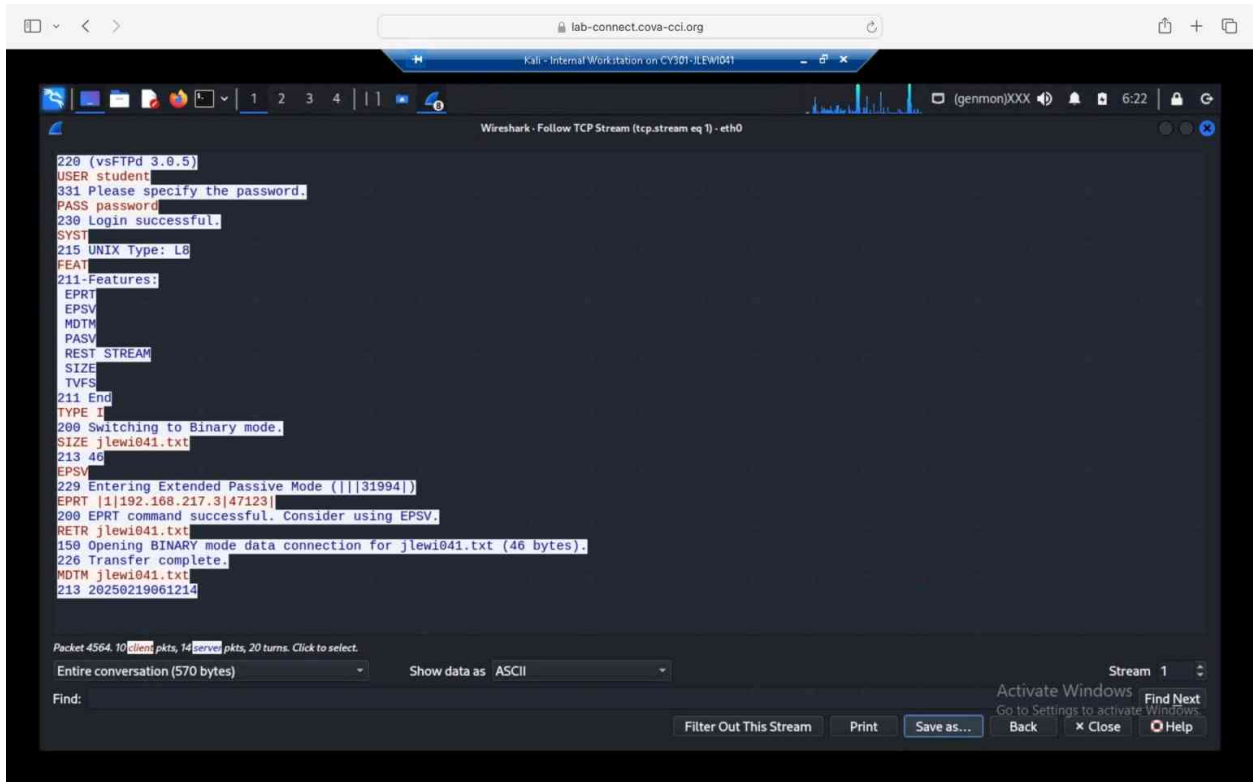 lab-connect.cova-cci.org
Kali - Internal Workstation on CY301-JLEWI041
1 2 3 4
8
(genmon)XXX
6:22
Wireshark · Follow TCP Stream (tcp.stream eq 1) · eth0
220 (vsFTPd 3.0.5)
USER student
331 Please specify the password.
PASS password
230 Login successful.
SYST
215 UNIX Type: L8
FEAT
211-Features:
EPRT
EPSV
MDTM
PASV
REST STREAM
SIZE
TVFS
211 End
TYPE I
200 Switching to Binary mode.
SIZE jlewi041.txt
213 46
EPSV
229 Entering Extended Passive Mode (|||31994|)
EPRT |1|192.168.217.3|47123|
200 EPRT command successful. Consider using EPSV.
RETR jlewi041.txt
150 Opening BINARY mode data connection for jlewi041.txt (46 bytes).
226 Transfer complete.
MDTM jlewi041.txt
213 20250219061214
Packet 4564. 10 client pkts, 14 server pkts, 20 turns. Click to select.
Entire conversation (570 bytes)
Show data as ASCII
Stream 1
Find:
Find Next
Activate Windows
Go to Settings to activate Windows.
Filter Out This Stream
Print
Save as...
Back
× Close
Help